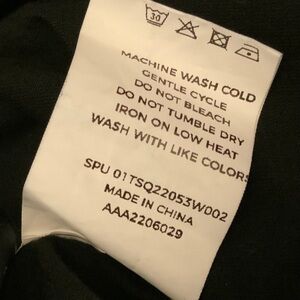 30
MACHINE WASH COLD
GENTLE CYCLE
DO NOT BLEACH
DO NOT TUMBLE DRY
IRON ON LOW HEAT
WASH WITH LIKE COLORS
SPU 01TSQ22053W002
MADE IN CHINA
AAA2206029